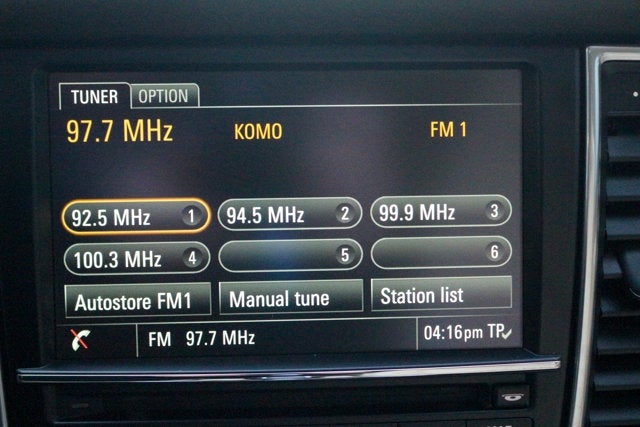 TUNER OPTION
97.7 MHz KOMO FM 1
92.5 MHz 1 94.5 MHz 2 99.9 MHz 3
100.3 MHz 4 5 6
Autostore FM1 Manual tune Station list
FM 97.7 MHz 04:16pm TP